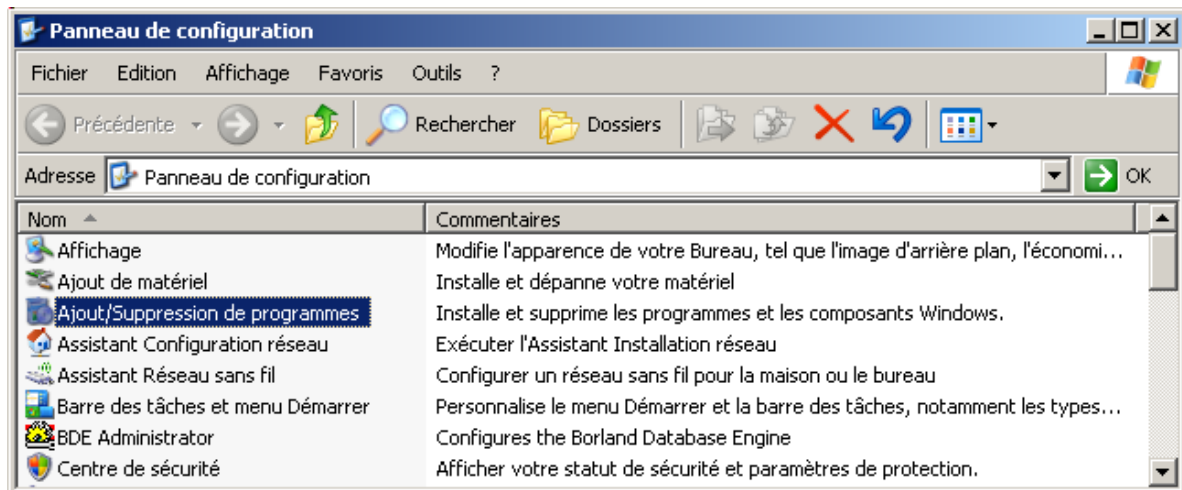 Panneau de configuration
Fichier Edition Affichage Favoris Outils ?
Précédente Rechercher Dossiers
Adresse Panneau de configuration OK
Nom Commentaires
Affichage Modifie l'apparence de votre Bureau, tel que l'image d'arrière plan, l'économi...
Ajout de matériel Installe et dépanne votre matériel
Ajout/Suppression de programmes Installe et supprime les programmes et les composants Windows.
Assistant Configuration réseau Exécuter l'Assistant Installation réseau
Assistant Réseau sans fil Configurer un réseau sans fil pour la maison ou le bureau
Barre des tâches et menu Démarrer Personnalise le menu Démarrer et la barre des tâches, notamment les types...
BDE Administrator Configures the Borland Database Engine
Centre de sécurité Afficher votre statut de sécurité et paramètres de protection.